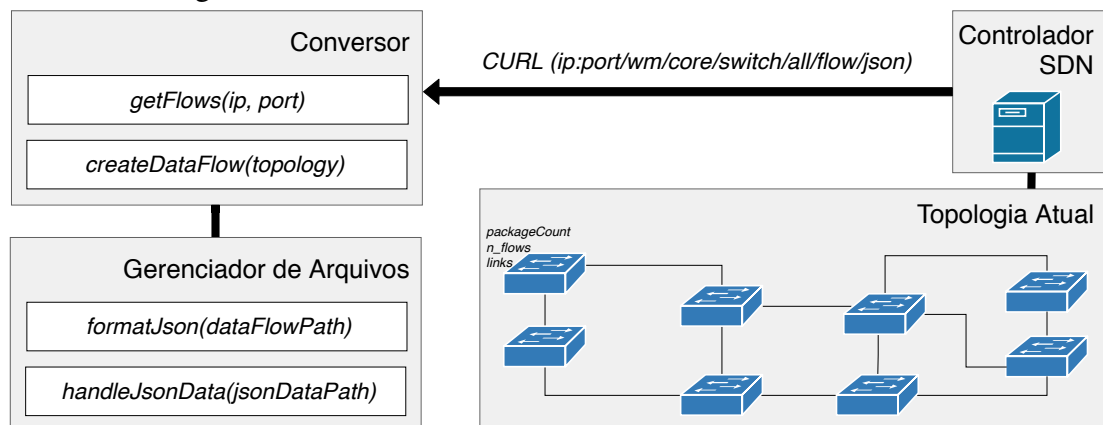 Conversor
getFlows(ip, port)
createDataFlow(topology)
CURL (ip:port/wm/core/switch/all/flow/json)
Controlador
SDN
Gerenciador de Arquivos
formatJson(dataFlowPath)
handleJsonData(jsonDataPath)
Topologia Atual
packageCount
n_flows
links